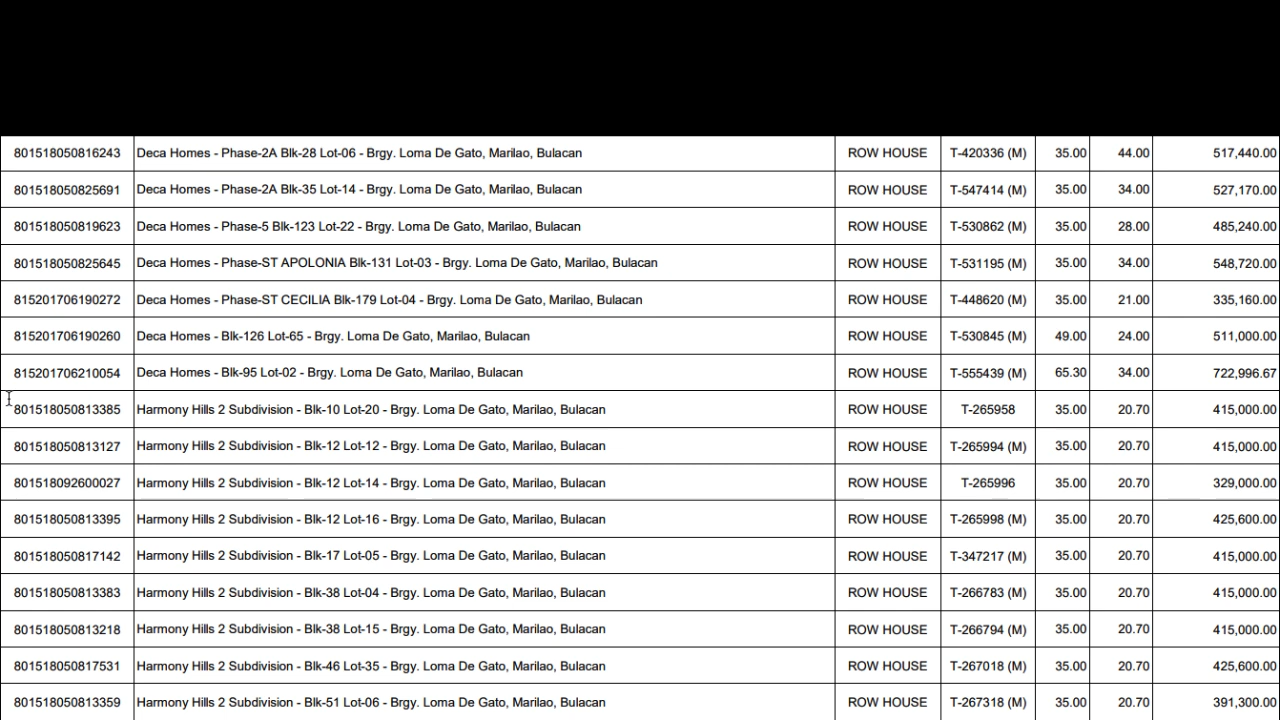 801518050816243 Deca Homes - Phase-2A Blk-28 Lot-06 - Brgy. Loma De Gato, Marilao, Bulacan ROW HOUSE T-420336 (M) 35.00 44.00 517,440.00
801518050825691 Deca Homes - Phase-2A Blk-35 Lot-14 - Brgy. Loma De Gato, Marilao, Bulacan ROW HOUSE T-547414 (M) 35.00 34.00 527,170.00
801518050819623 Deca Homes - Phase-5 Blk-123 Lot-22 - Brgy. Loma De Gato, Marilao, Bulacan ROW HOUSE T-530862 (M) 35.00 28.00 485,240.00
801518050825645 Deca Homes - Phase-ST APOLONIA Blk-131 Lot-03 - Brgy. Loma De Gato, Marilao, Bulacan ROW HOUSE T-531195 (M) 35.00 34.00 548,720.00
815201706190272 Deca Homes - Phase-ST CECILIA Blk-179 Lot-04 - Brgy. Loma De Gato, Marilao, Bulacan ROW HOUSE T-448620 (M) 35.00 21.00 335,160.00
815201706190260 Deca Homes - Blk-126 Lot-65 - Brgy. Loma De Gato, Marilao, Bulacan ROW HOUSE T-530845 (M) 49.00 24.00 511,000.00
815201706210054 Deca Homes - Blk-95 Lot-02 - Brgy. Loma De Gato, Marilao, Bulacan ROW HOUSE T-555439 (M) 65.30 34.00 722,996.67
801518050813385 Harmony Hills 2 Subdivision - Blk-10 Lot-20 - Brgy. Loma De Gato, Marilao, Bulacan ROW HOUSE T-265958 35.00 20.70 415,000.00
801518050813127 Harmony Hills 2 Subdivision - Blk-12 Lot-12 - Brgy. Loma De Gato, Marilao, Bulacan ROW HOUSE T-265994 (M) 35.00 20.70 415,000.00
801518092600027 Harmony Hills 2 Subdivision - Blk-12 Lot-14 - Brgy. Loma De Gato, Marilao, Bulacan ROW HOUSE T-265996 35.00 20.70 329,000.00
801518050813395 Harmony Hills 2 Subdivision - Blk-12 Lot-16 - Brgy. Loma De Gato, Marilao, Bulacan ROW HOUSE T-265998 (M) 35.00 20.70 425,600.00
801518050817142 Harmony Hills 2 Subdivision - Blk-17 Lot-05 - Brgy. Loma De Gato, Marilao, Bulacan ROW HOUSE T-347217 (M) 35.00 20.70 415,000.00
801518050813383 Harmony Hills 2 Subdivision - Blk-38 Lot-04 - Brgy. Loma De Gato, Marilao, Bulacan ROW HOUSE T-266783 (M) 35.00 20.70 415,000.00
801518050813218 Harmony Hills 2 Subdivision - Blk-38 Lot-15 - Brgy. Loma De Gato, Marilao, Bulacan ROW HOUSE T-266794 (M) 35.00 20.70 415,000.00
801518050817531 Harmony Hills 2 Subdivision - Blk-46 Lot-35 - Brgy. Loma De Gato, Marilao, Bulacan ROW HOUSE T-267018 (M) 35.00 20.70 425,600.00
801518050813359 Harmony Hills 2 Subdivision - Blk-51 Lot-06 - Brgy. Loma De Gato, Marilao, Bulacan ROW HOUSE T-267318 (M) 35.00 20.70 391,300.00